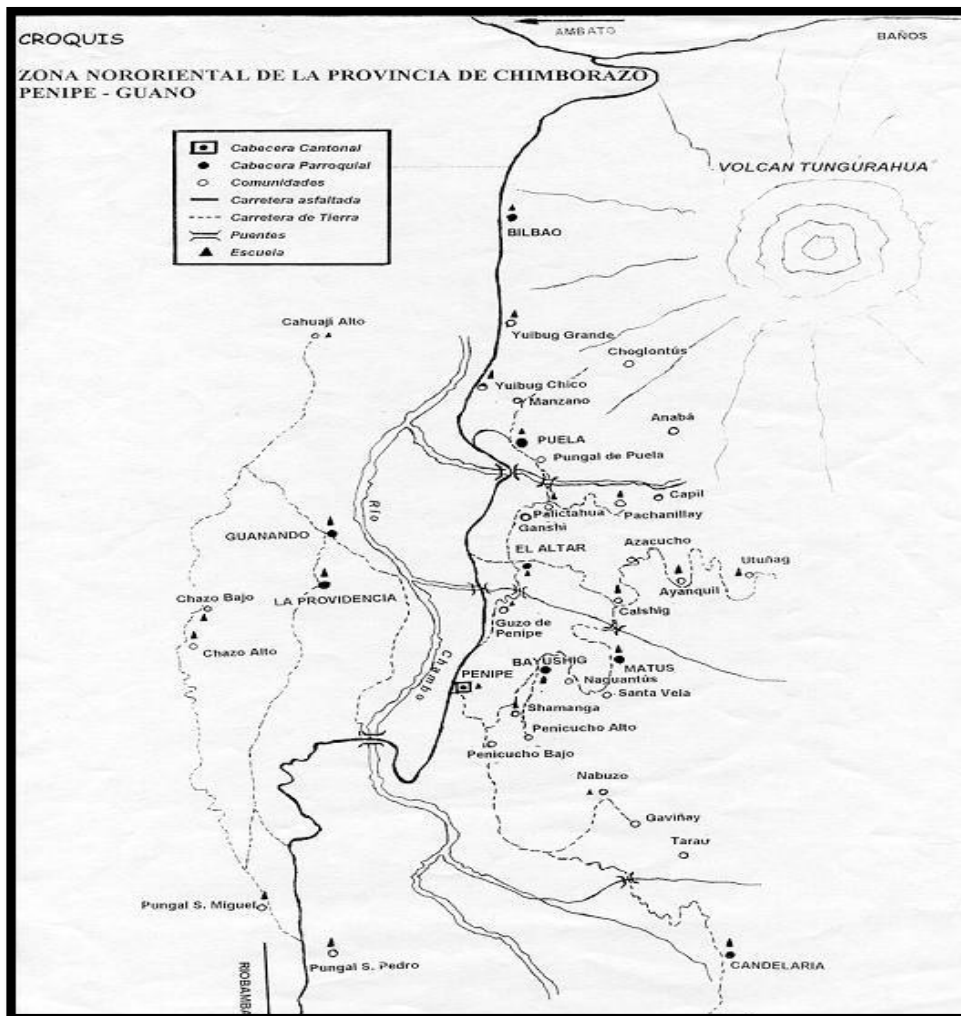 AMBATO
BAÑOS
CROQUIS
ZONA NORORIENTAL DE LA PROVINCIA DE CHIMBORAZO
PENIPE - GUANO
Cabecera Cantonal
Cabecera Parroquial
Comunidades
Carretera asfaltada
Carretera de Tierra
Puentes
Escuela
VOLCAN TUNGURAHUA
BILBAO
Cahuají Alto
Yuibug Grande
Choglontús
Yuibug Chico
Manzano
Anabá
PUELA
Pungal de Puela
Capil
Palictahua
Pachanillay
Ganshi
Río
GUANANDO
Azacucho
EL ALTAR
Utuñag
Ayanquil
LA PROVIDENCIA
Chazo Bajo
Calshig
Guzo de
Penipe
Chazo Alto
Chambo
BAYUSHIG
MATUS
PENIPE
Naguantús
Santa Vela
Shamanga
Penicucho Alto
Penicucho Bajo
Nabuzo
Gaviñay
Tarau
Pungal S. Miguel
Pungal S. Pedro
CANDELARIA
RIOBAMBA